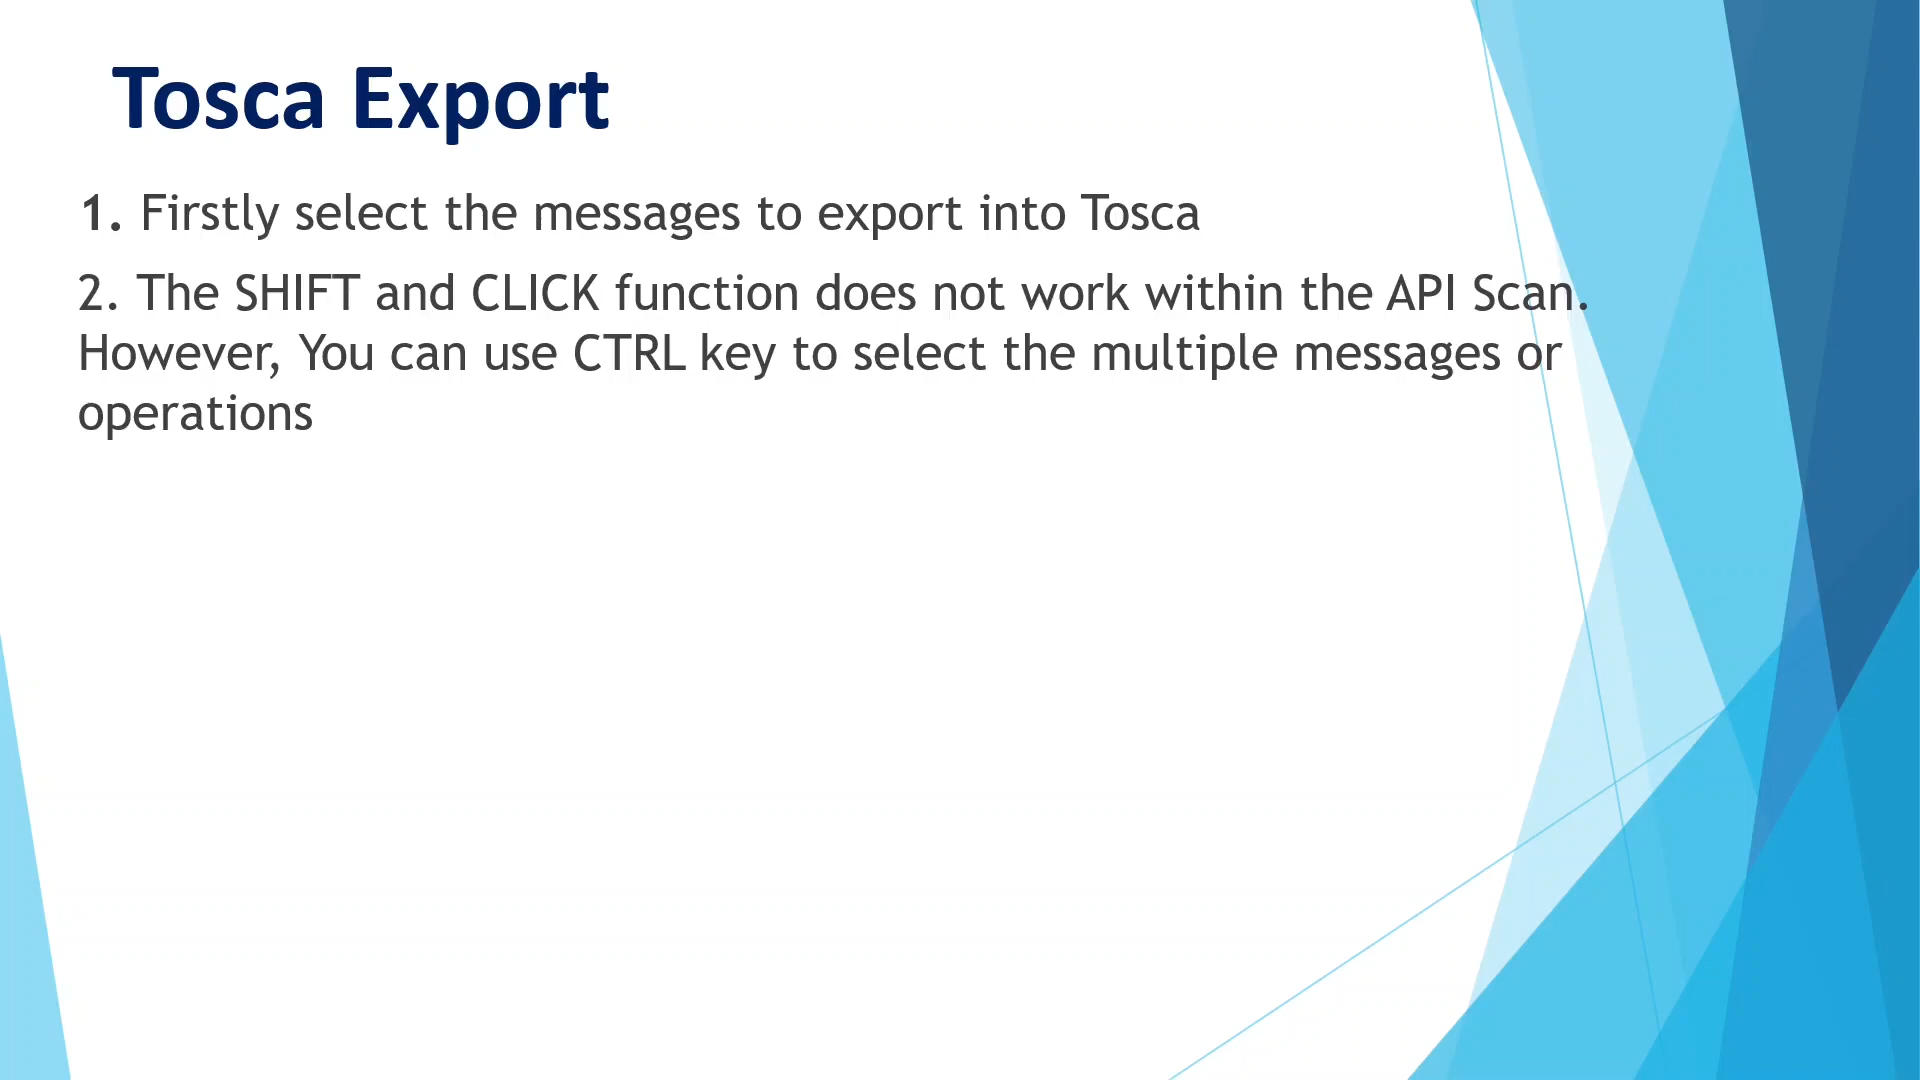 Tosca Export
1. Firstly select the messages to export into Tosca
2. The SHIFT and CLICK function does not work within the API Scan.
However, You can use CTRL key to select the multiple messages or
operations